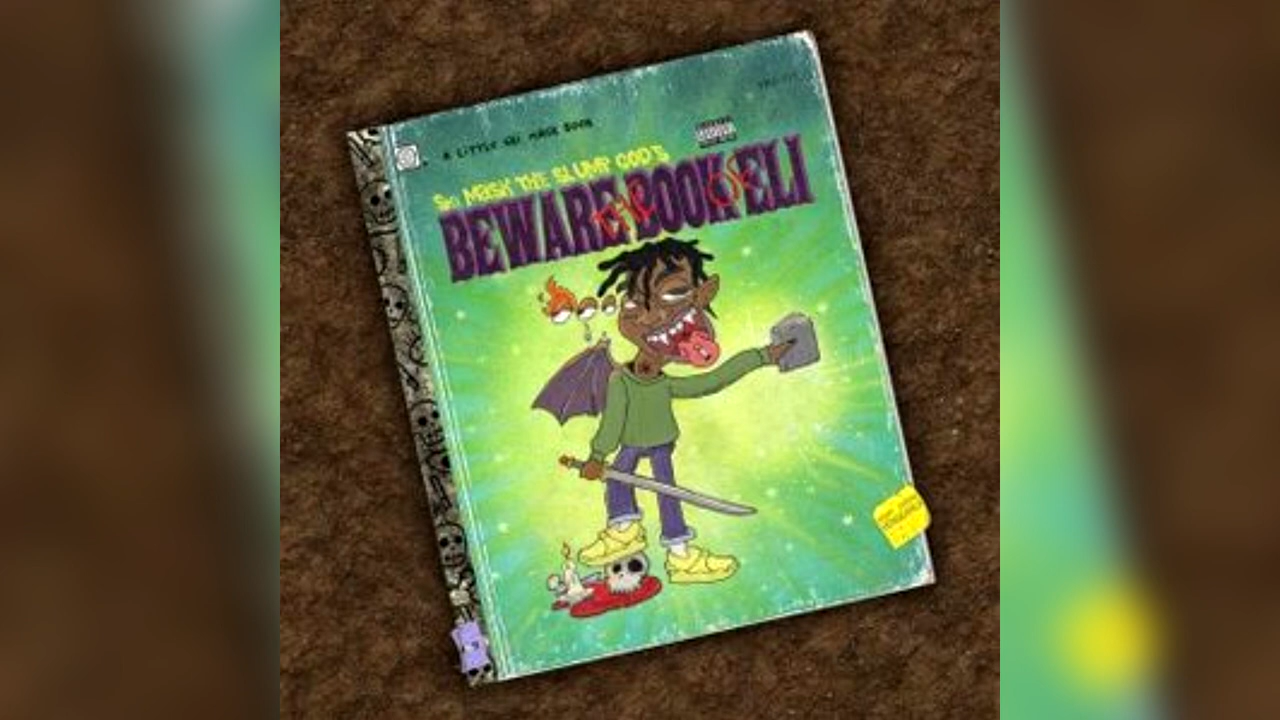 A LITTLE SKI MASK BOOK
SKI MASK THE SLUMP GOD'S
BEWARE THE BOOK OF ELI